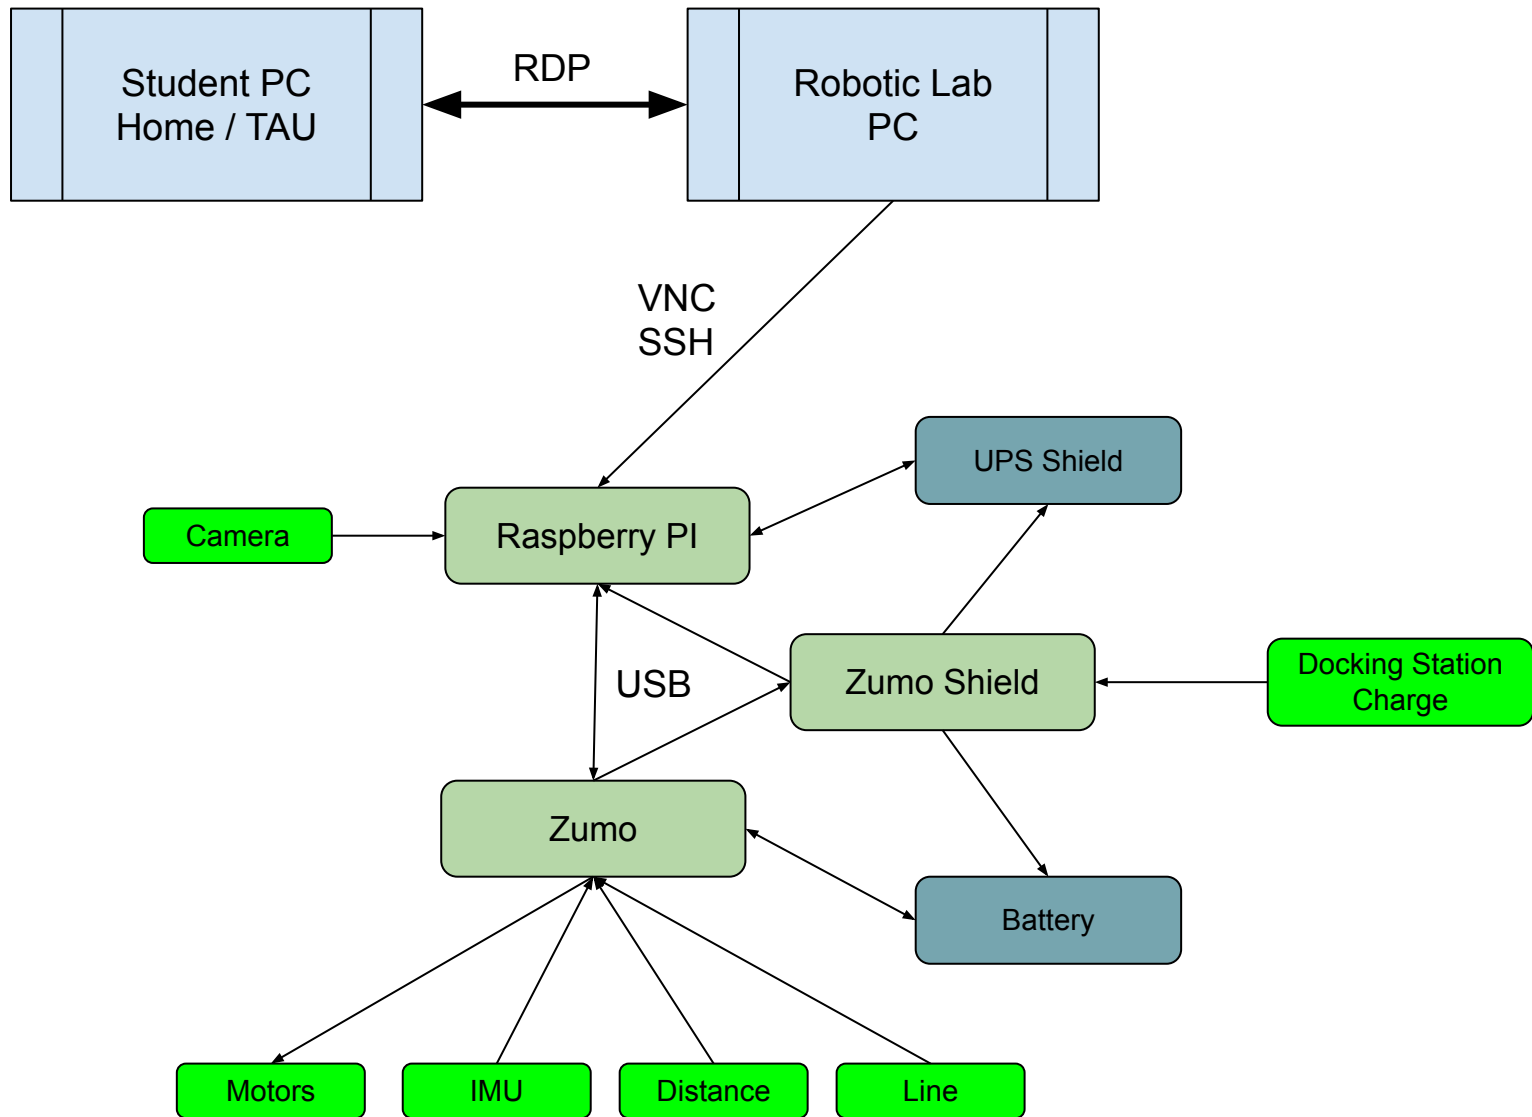 Student PC
Home / TAU
RDP
Robotic Lab
PC
VNC
SSH
UPS Shield
Camera
Raspberry PI
USB
Zumo Shield
Docking Station
Charge
Zumo
Battery
Motors
IMU
Distance
Line